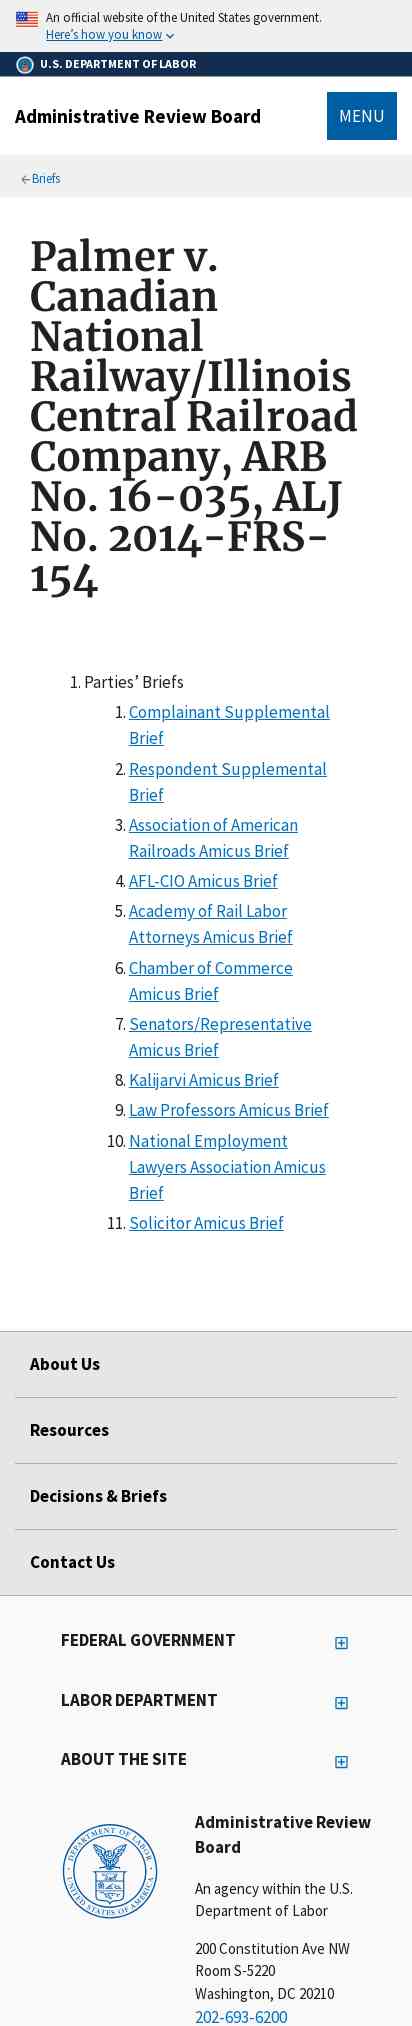 An official website of the United States government.
Here’s how you know
U.S. DEPARTMENT OF LABOR
Administrative Review Board
MENU
Briefs
Palmer v.
Canadian
National
Railway/Illinois
Central Railroad
Company, ARB
No. 16-035, ALJ
No. 2014-FRS-
154
1. Parties’ Briefs
1. Complainant Supplemental
Brief
2. Respondent Supplemental
Brief
3. Association of American
Railroads Amicus Brief
4. AFL-CIO Amicus Brief
5. Academy of Rail Labor
Attorneys Amicus Brief
6. Chamber of Commerce
Amicus Brief
7. Senators/Representative
Amicus Brief
8. Kalijarvi Amicus Brief
9. Law Professors Amicus Brief
10. National Employment
Lawyers Association Amicus
Brief
11. Solicitor Amicus Brief
About Us
Resources
Decisions & Briefs
Contact Us
FEDERAL GOVERNMENT
LABOR DEPARTMENT
ABOUT THE SITE
DEPARTMENT OF LABOR
UNITED STATES OF AMERICA
Administrative Review
Board
An agency within the U.S.
Department of Labor
200 Constitution Ave NW
Room S-5220
Washington, DC 20210
202-693-6200